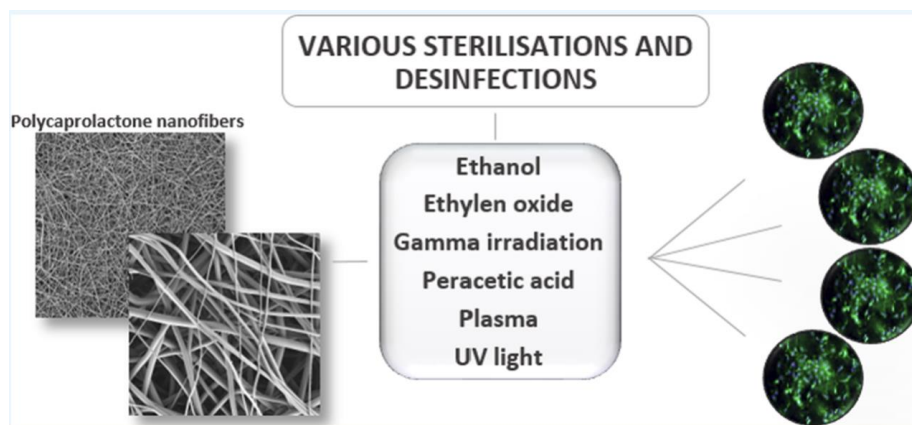 VARIOUS STERILISATIONS AND
DESINFECTIONS
Polycaprolactone nanofibers
Ethanol
Ethylen oxide
Gamma irradiation
Peracetic acid
Plasma
UV light